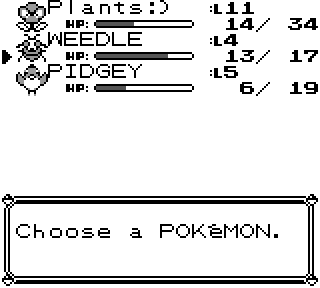 Plants:) :L11
HP: 14/ 34
WEEDLE :L4
HP: 13/ 17
PIDGEY :L5
HP: 6/ 19
Choose a POKéMON.